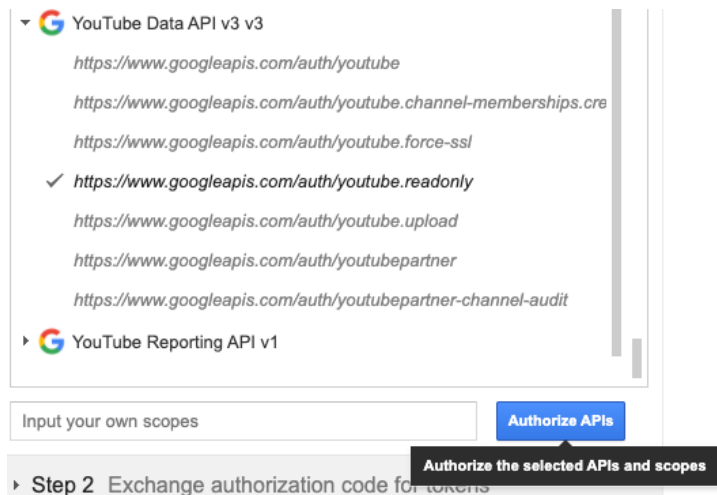 YouTube Data API v3 v3
https://www.googleapis.com/auth/youtube
https://www.googleapis.com/auth/youtube.channel-memberships.cre
https://www.googleapis.com/auth/youtube.force-ssl
https://www.googleapis.com/auth/youtube.readonly
https://www.googleapis.com/auth/youtube.upload
https://www.googleapis.com/auth/youtubepartner
https://www.googleapis.com/auth/youtubepartner-channel-audit
YouTube Reporting API v1
Input your own scopes
Authorize APIs
Authorize the selected APIs and scopes
Step 2 Exchange authorization code for tokens